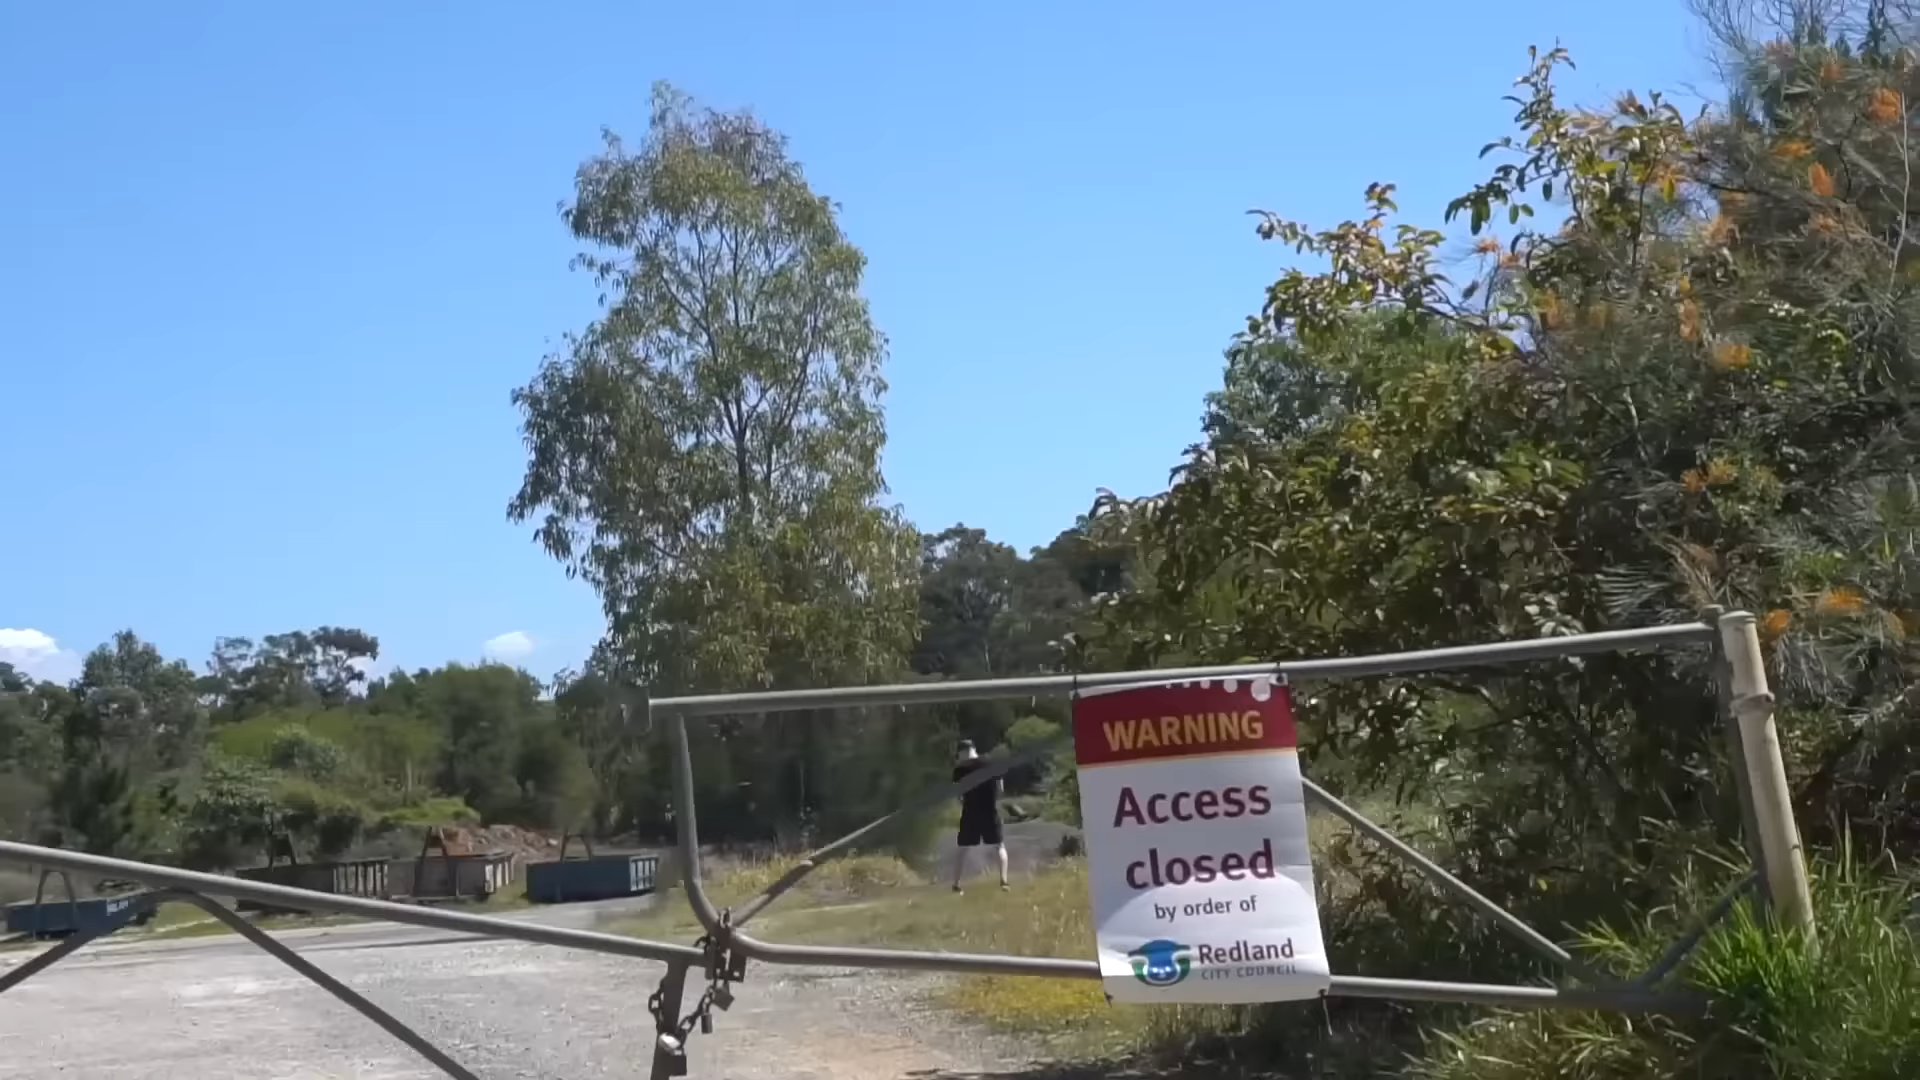 WARNING
Access
closed
by order of
Redland
CITY COUNCIL